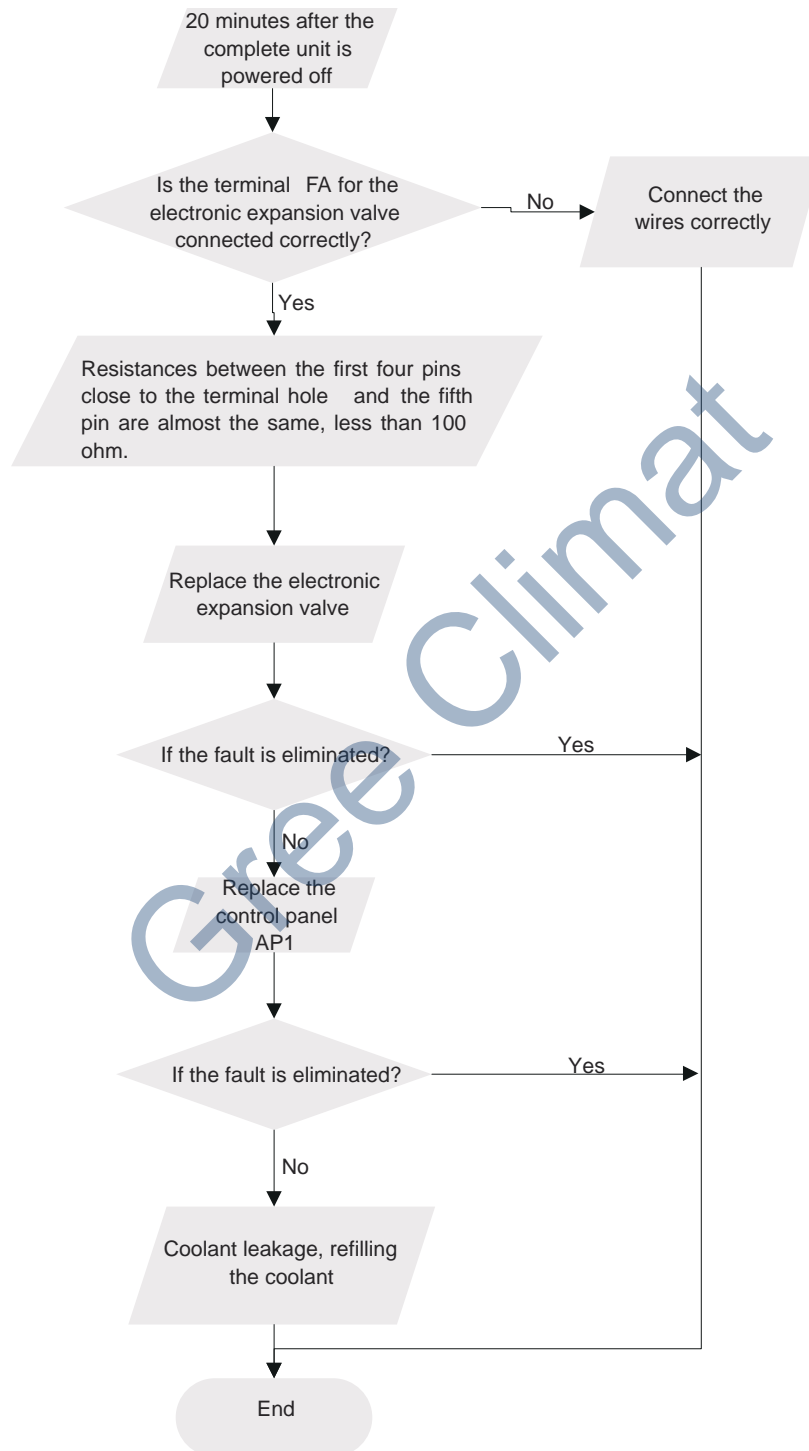 20 minutes after the
complete unit is
powered off
Is the terminal FA for the
electronic expansion valve
connected correctly?
No
Connect the
wires correctly
Yes
Resistances between the first four pins
close to the terminal hole and the fifth
pin are almost the same, less than 100
ohm.
Replace the electronic
expansion valve
If the fault is eliminated?
Yes
No
Replace the
control panel
AP1
If the fault is eliminated?
Yes
No
Coolant leakage, refilling
the coolant
End
Gree Climat